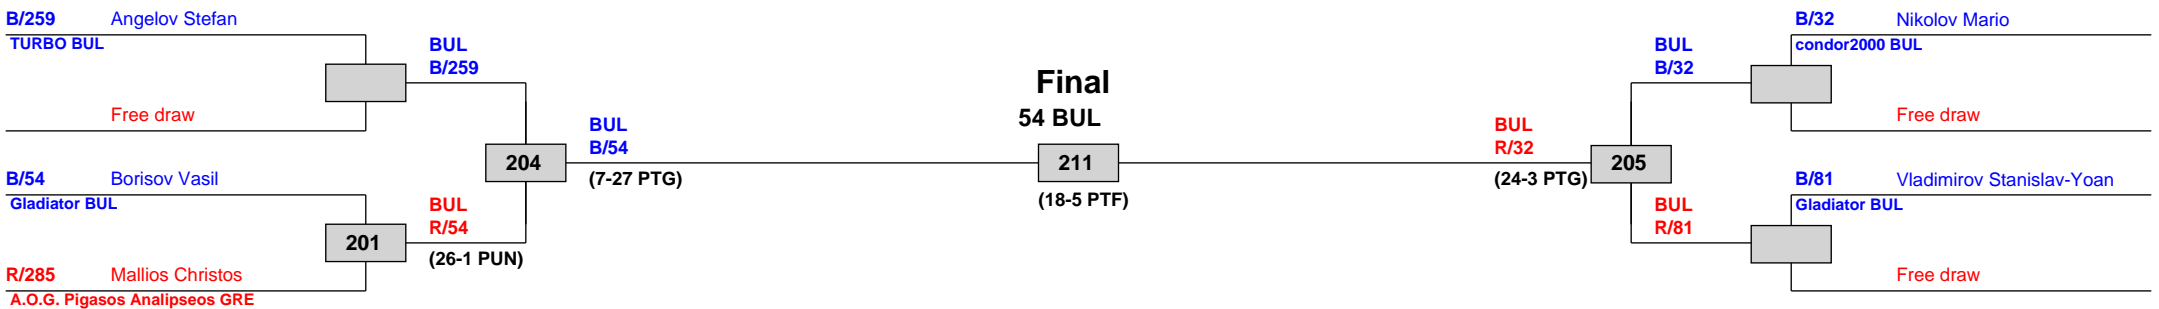 B/259 Angelov Stefan
TURBO BUL
Free draw
BUL
B/259
B/54 Borisov Vasil
Gladiator BUL
201
R/285 Mallios Christos
A.O.G. Pigasos Analipseos GRE
BUL
R/54
(26-1 PUN)
204
BUL
B/54
(7-27 PTG)
Final
54 BUL
211
(18-5 PTF)
BUL
R/32
(24-3 PTG)
205
BUL
B/32
B/32 Nikolov Mario
condor2000 BUL
Free draw
BUL
R/81
B/81 Vladimirov Stanislav-Yoan
Gladiator BUL
Free draw